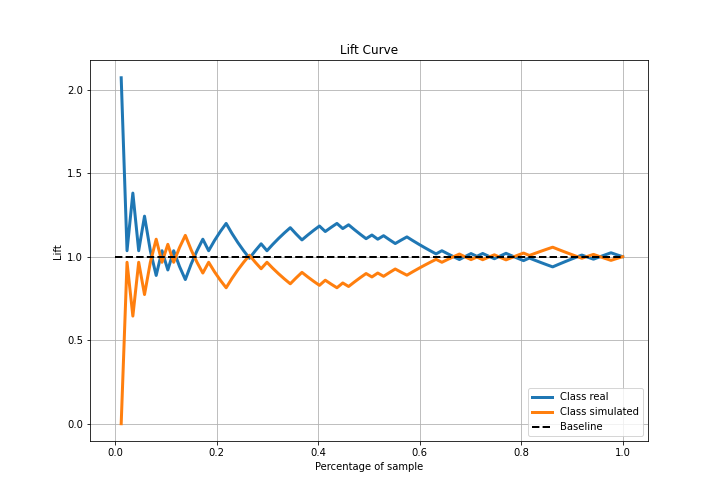 Lift Curve
2.0
1.5
1.0
0.5
0.0
Lift
0.0 0.2 0.4 0.6 0.8 1.0
Percentage of sample
Class real
Class simulated
Baseline